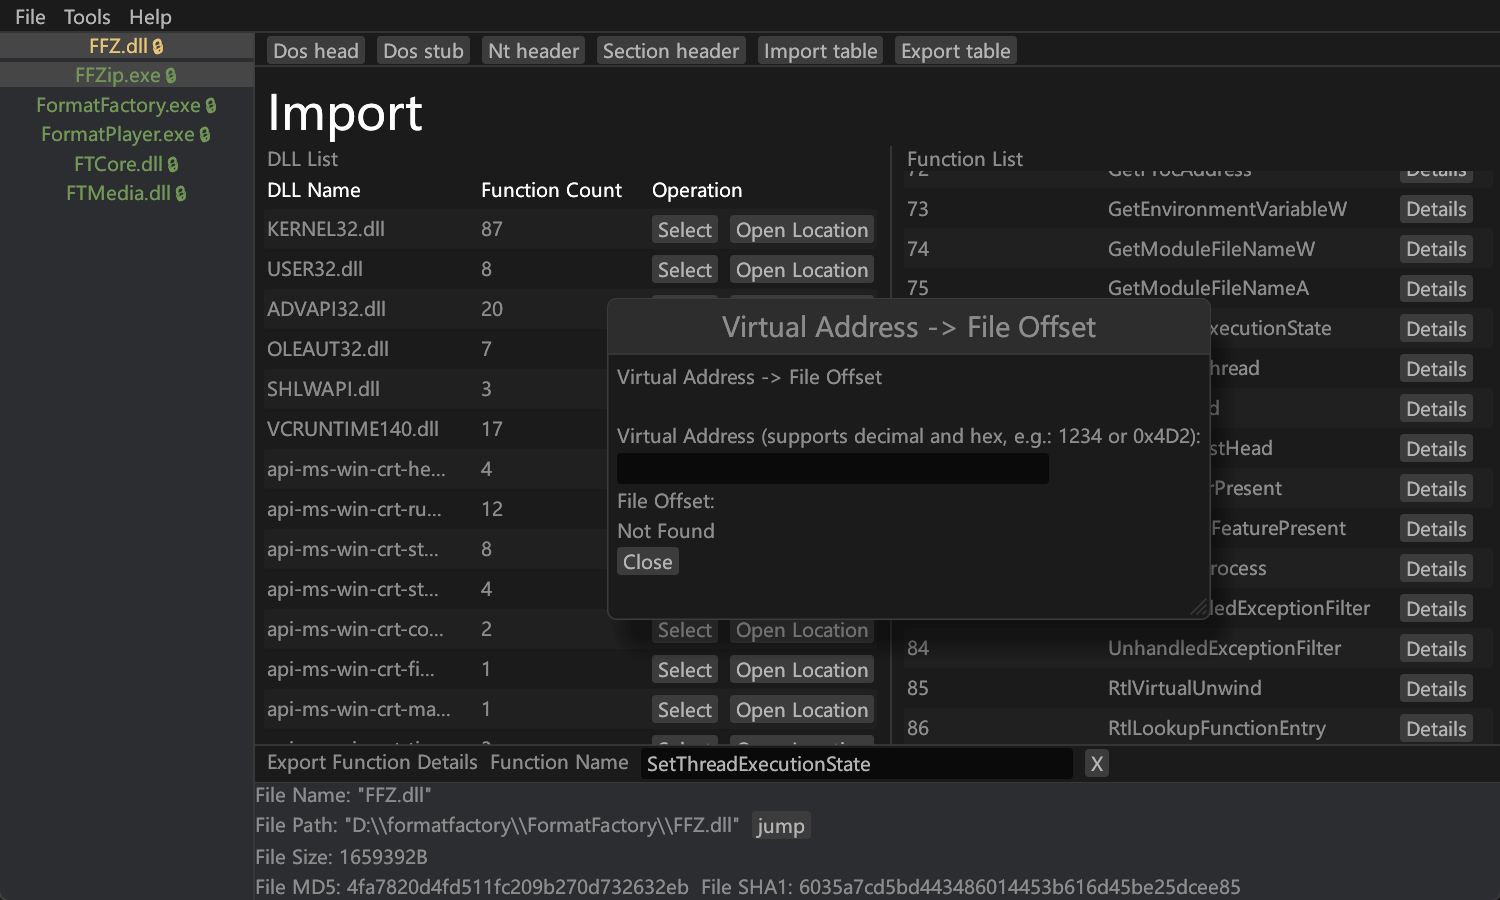 File Tools Help
FFZ.dll
FFZip.exe
FormatFactory.exe
FormatPlayer.exe
FTCore.dll
FTMedia.dll
Dos head Dos stub Nt header Section header Import table Export table
Import
DLL List
DLL Name Function Count Operation
KERNEL32.dll 87 Select Open Location
USER32.dll 8 Select Open Location
ADVAPI32.dll 20
OLEAUT32.dll 7
SHLWAPI.dll 3
VCRUNTIME140.dll 17
api-ms-win-crt-he... 4
api-ms-win-crt-ru... 12
api-ms-win-crt-st... 8
api-ms-win-crt-st... 4
api-ms-win-crt-co... 2 Select Open Location
api-ms-win-crt-fi... 1 Select Open Location
api-ms-win-crt-ma... 1 Select Open Location
Function List
72 GetProcAddress Details
73 GetEnvironmentVariableW Details
74 GetModuleFileNameW Details
75 GetModuleFileNameA Details
xecutionState Details
hread Details
d Details
stHead Details
rPresent Details
FeaturePresent Details
rocess Details
ledExceptionFilter Details
84 UnhandledExceptionFilter Details
85 RtlVirtualUnwind Details
86 RtlLookupFunctionEntry Details
Virtual Address -> File Offset
Virtual Address -> File Offset
Virtual Address (supports decimal and hex, e.g.: 1234 or 0x4D2):
File Offset:
Not Found
Close
Export Function Details Function Name SetThreadExecutionState X
File Name: "FFZ.dll"
File Path: "D:\\formatfactory\\FormatFactory\\FFZ.dll" jump
File Size: 1659392B
File MD5: 4fa7820d4fd511fc209b270d732632eb File SHA1: 6035a7cd5bd443486014453b616d45be25dcee85